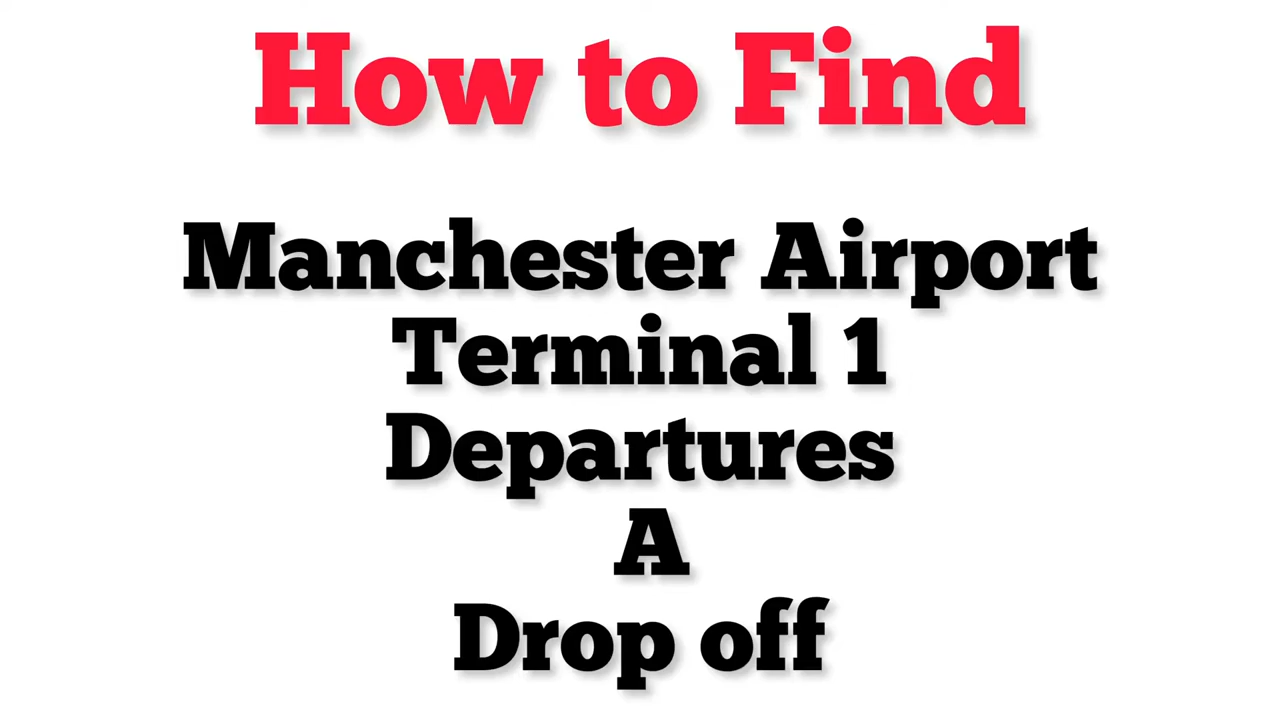 How to Find
Manchester Airport
Terminal 1
Departures
A
Drop off